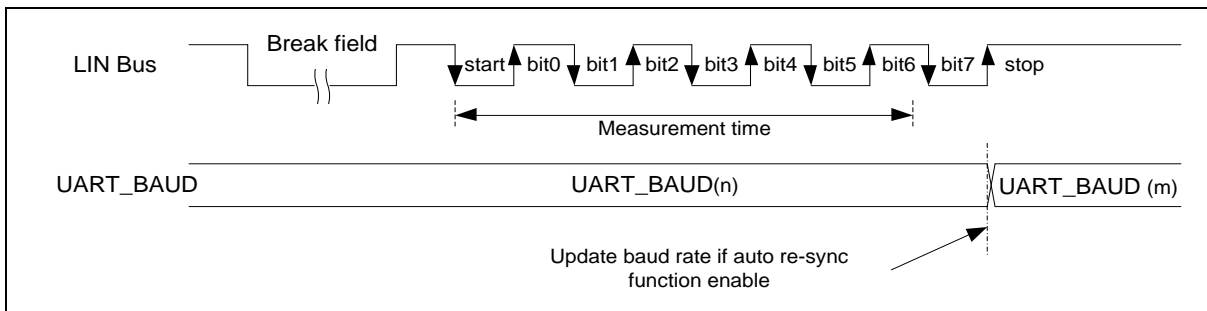 Break field
LIN Bus
start bit0 bit1 bit2 bit3 bit4 bit5 bit6 bit7 stop
Measurement time
UART_BAUD
UART_BAUD(n)
UART_BAUD (m)
Update baud rate if auto re-sync
function enable